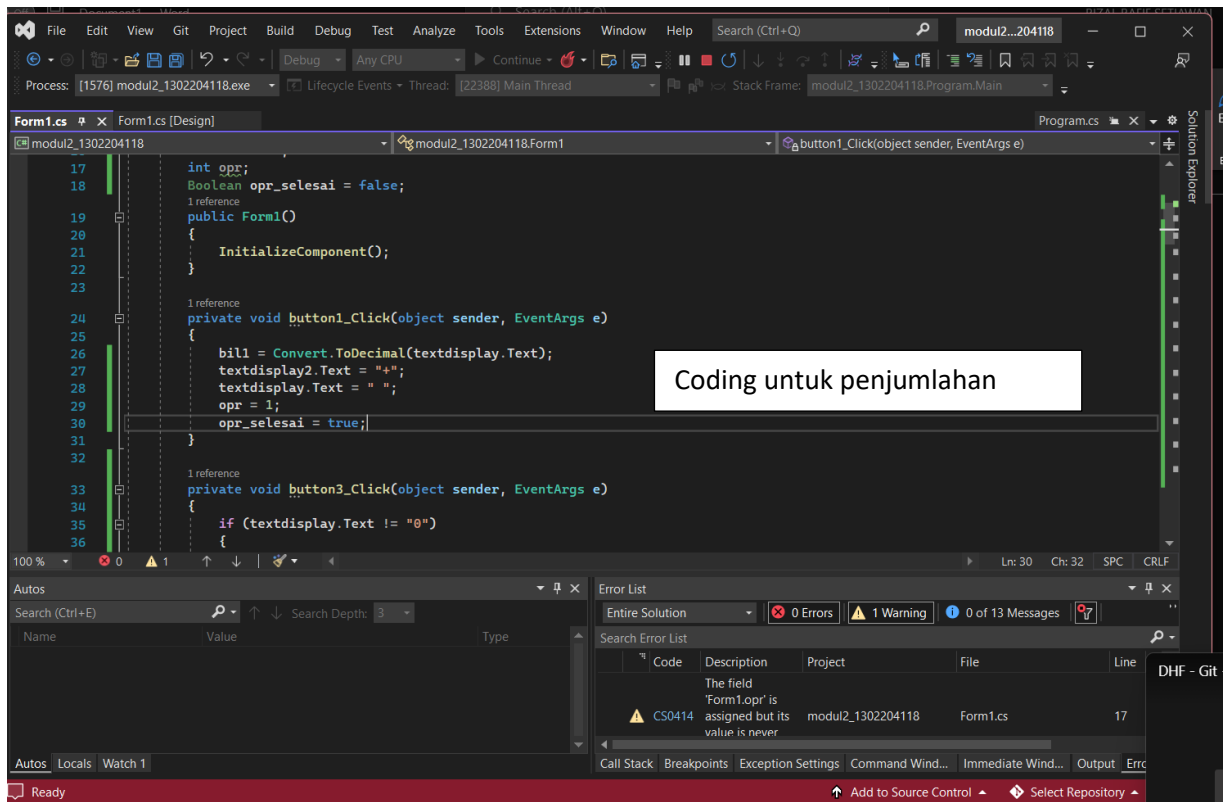 Document1 Word Search (Alt+Q) RIZAL RAFIF SETIAWAN
File Edit View Git Project Build Debug Test Analyze Tools Extensions Window Help Search (Ctrl+Q) modul2...204118
Debug Any CPU Continue
Process: [1576] modul2_1302204118.exe Lifecycle Events Thread: [22388] Main Thread Stack Frame: modul2_1302204118.Program.Main
Form1.cs Form1.cs [Design] Program.cs
Solution Explorer
modul2_1302204118 modul2_1302204118.Form1 button1_Click(object sender, EventArgs e)
17 int opr;
18 Boolean opr_selesai = false;
1 reference
19 public Form1()
20 {
21 InitializeComponent();
22 }
23
1 reference
24 private void button1_Click(object sender, EventArgs e)
25 {
26 bil1 = Convert.ToDecimal(textdisplay.Text);
27 textdisplay2.Text = "+";
28 textdisplay.Text = " ";
29 opr = 1;
30 opr_selesai = true;
31 }
32
Coding untuk penjumlahan
1 reference
33 private void button3_Click(object sender, EventArgs e)
34 {
35 if (textdisplay.Text != "0")
36 {
100 % 0 1 Ln: 30 Ch: 32 SPC CRLF
Autos
Search (Ctrl+E) Search Depth: 3
Name Value Type
Autos Locals Watch 1
Error List
Entire Solution 0 Errors 1 Warning 0 of 13 Messages
Search Error List
Code Description Project File Line
CS0414 The field
'Form1.opr' is
assigned but its modul2_1302204118 Form1.cs 17
value is never
Call Stack Breakpoints Exception Settings Command Wind... Immediate Wind... Output
DHF - Git
Ready Add to Source Control Select Repository